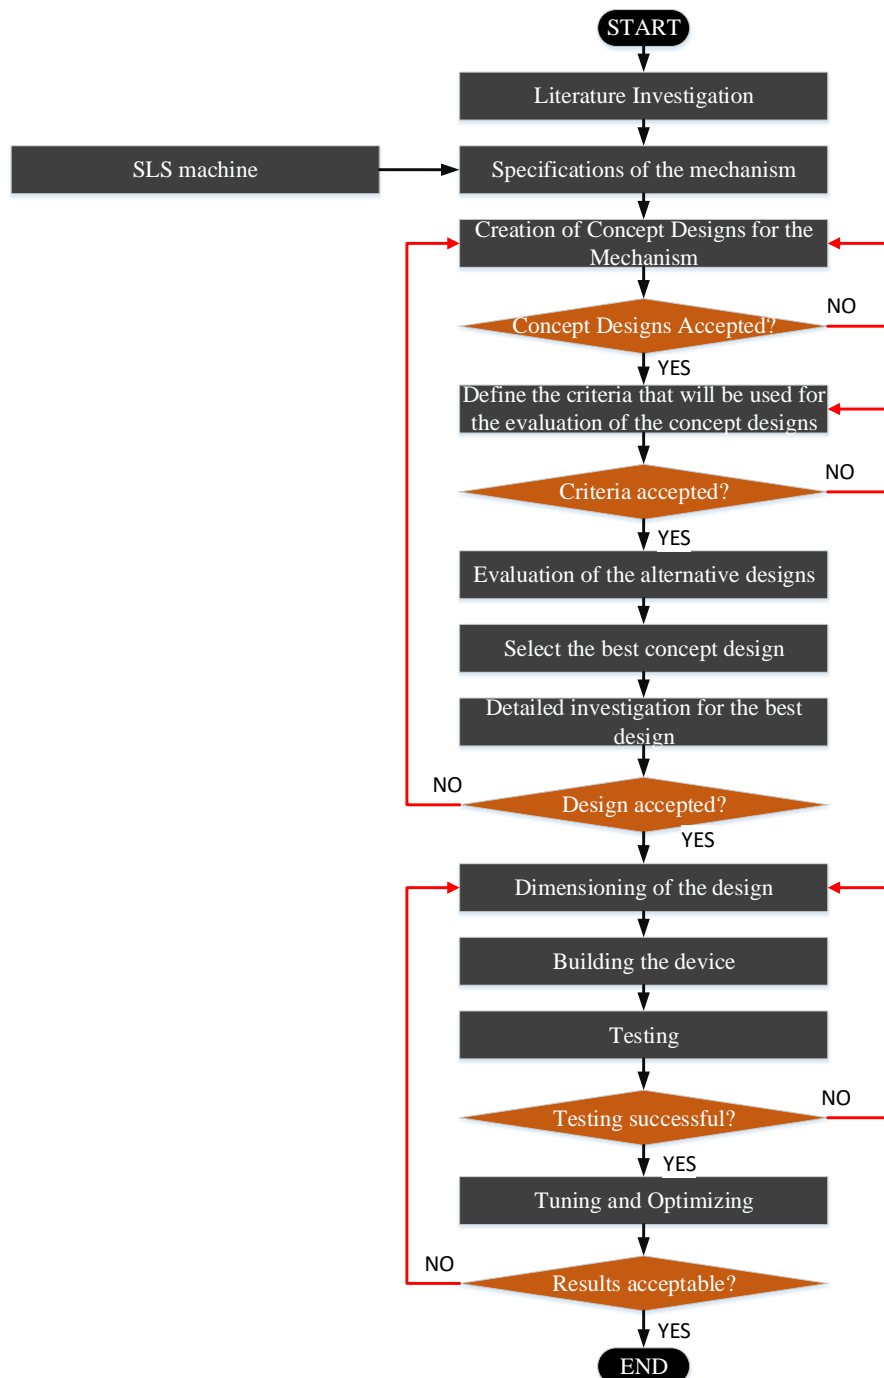 START
Literature Investigation
SLS machine
Specifications of the mechanism
Creation of Concept Designs for the
Mechanism
Concept Designs Accepted?
NO
YES
Define the criteria that will be used for
the evaluation of the concept designs
Criteria accepted?
NO
YES
Evaluation of the alternative designs
Select the best concept design
Detailed investigation for the best
design
NO
Design accepted?
YES
Dimensioning of the design
Building the device
Testing
NO
Testing successful?
YES
Tuning and Optimizing
NO
Results acceptable?
YES
END